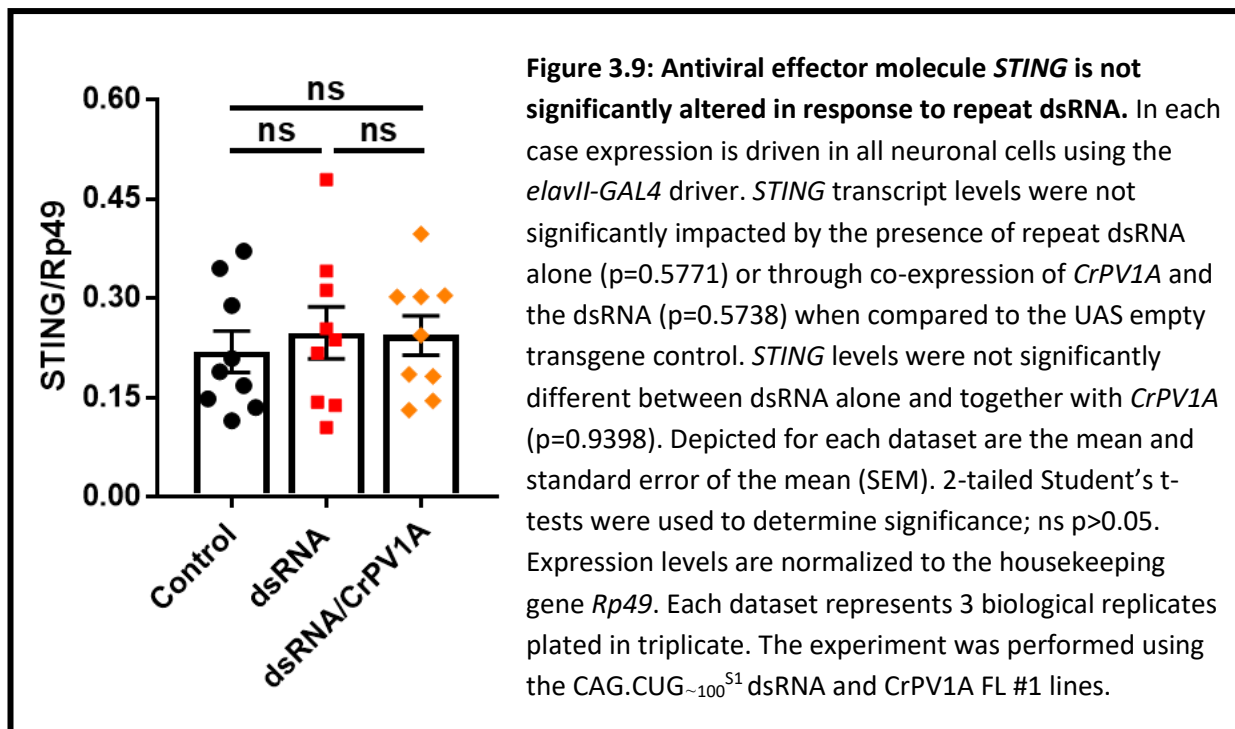 ns
ns
ns
0.60
0.45
0.30
0.15
0.00
STING/Rp49
Control
dsRNA
dsRNA/CrPV1A
Figure 3.9: Antiviral effector molecule STING is not
significantly altered in response to repeat dsRNA. In each
case expression is driven in all neuronal cells using the
elavII-GAL4 driver. STING transcript levels were not
significantly impacted by the presence of repeat dsRNA
alone (p=0.5771) or through co-expression of CrPV1A and
the dsRNA (p=0.5738) when compared to the UAS empty
transgene control. STING levels were not significantly
different between dsRNA alone and together with CrPV1A
(p=0.9398). Depicted for each dataset are the mean and
standard error of the mean (SEM). 2-tailed Student’s t-
tests were used to determine significance; ns p>0.05.
Expression levels are normalized to the housekeeping
gene Rp49. Each dataset represents 3 biological replicates
plated in triplicate. The experiment was performed using
the CAG.CUG~100S1 dsRNA and CrPV1A FL #1 lines.